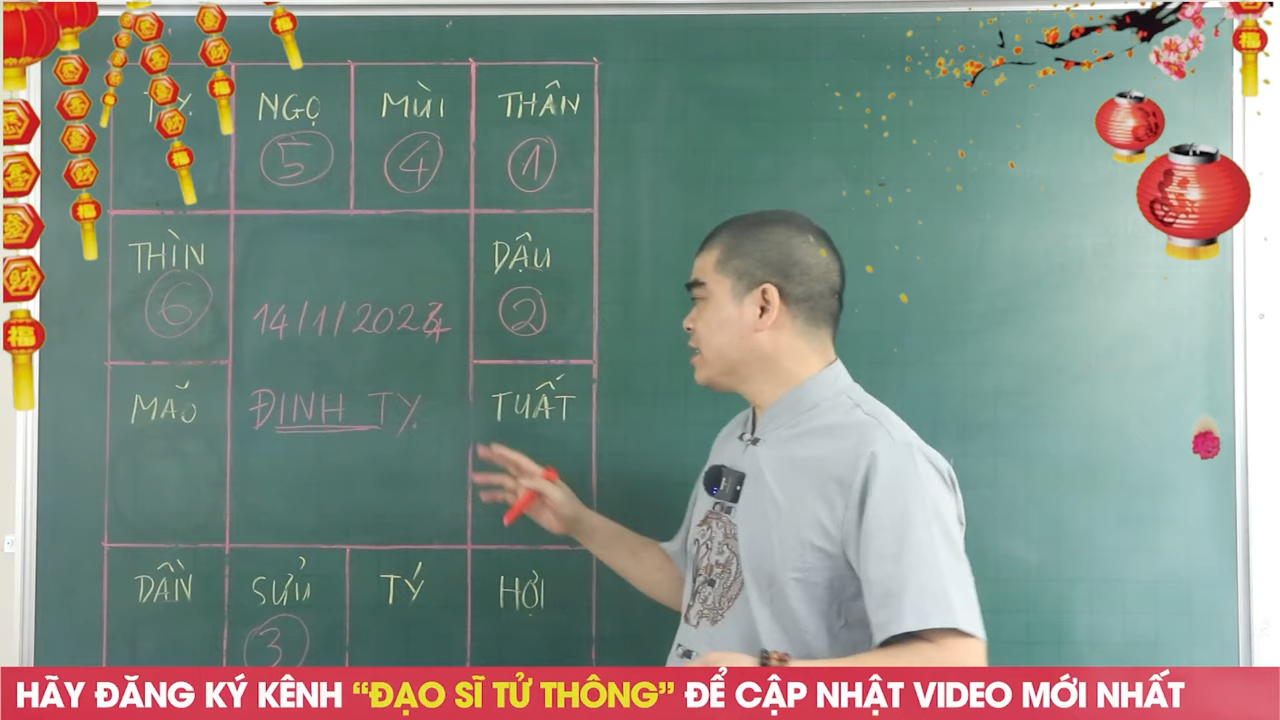 NGỌ MÙI THÂN
5 4 1
THÌN DẬU
6 2
14/1/2024
MÃO ĐINH TỴ. TUẤT
DẦN SỬU TÝ HỢI
3
HÃY ĐĂNG KÝ KÊNH “ĐẠO SĨ TỬ THÔNG” ĐỂ CẬP NHẬT VIDEO MỚI NHẤT